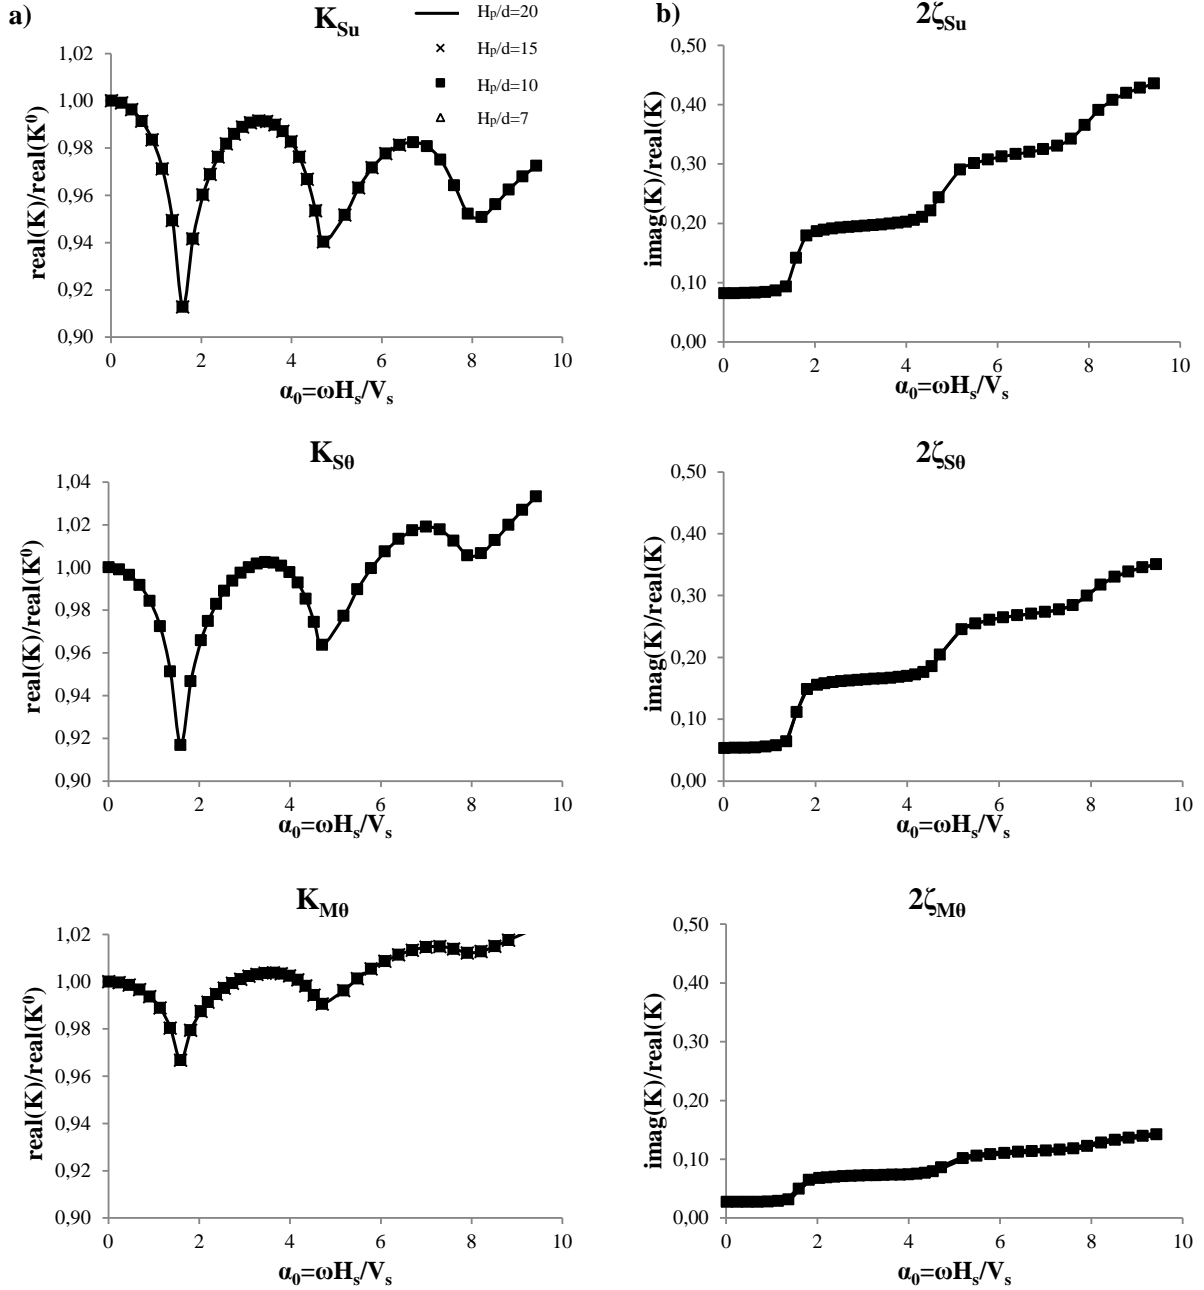 a)
K_Su
H_p/d=20
H_p/d=15
H_p/d=10
H_p/d=7
real(K)/real(K⁰)
1,02
1,00
0,98
0,96
0,94
0,92
0,90
0 2 4 6 8 10
α₀=ωH_s/V_s
b)
2ζ_Su
imag(K)/real(K)
0,50
0,40
0,30
0,20
0,10
0,00
0 2 4 6 8 10
α₀=ωH_s/V_s
K_Sθ
real(K)/real(K⁰)
1,04
1,02
1,00
0,98
0,96
0,94
0,92
0,90
0 2 4 6 8 10
α₀=ωH_s/V_s
2ζ_Sθ
imag(K)/real(K)
0,50
0,40
0,30
0,20
0,10
0,00
0 2 4 6 8 10
α₀=ωH_s/V_s
K_Mθ
real(K)/real(K⁰)
1,02
1,00
0,98
0,96
0,94
0,92
0,90
0 2 4 6 8 10
α₀=ωH_s/V_s
2ζ_Mθ
imag(K)/real(K)
0,50
0,40
0,30
0,20
0,10
0,00
0 2 4 6 8 10
α₀=ωH_s/V_s